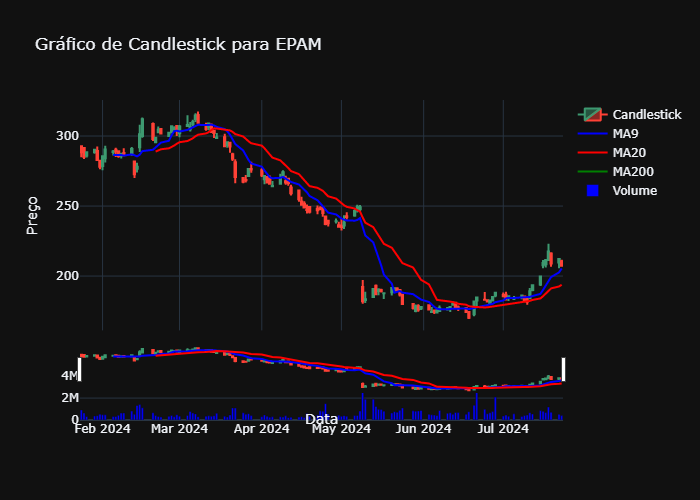 Gráfico de Candlestick para EPAM
Candlestick
MA9
MA20
MA200
Volume
Preço
300
250
200
4M
2M
0
Feb 2024 Mar 2024 Apr 2024 May 2024 Jun 2024 Jul 2024
Data